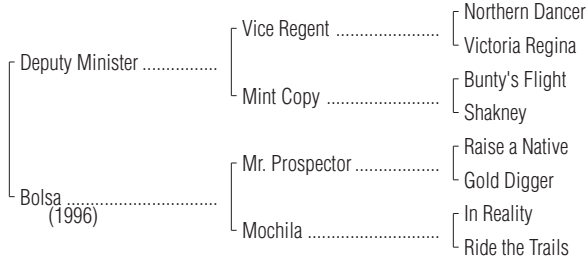 Northern Dancer
Vice Regent ......................
Victoria Regina
Deputy Minister ................
Bunty's Flight
Mint Copy ........................
Shakney
Raise a Native
Mr. Prospector ..................
Gold Digger
Bolsa ................................
(1996)
In Reality
Mochila ............................
Ride the Trails